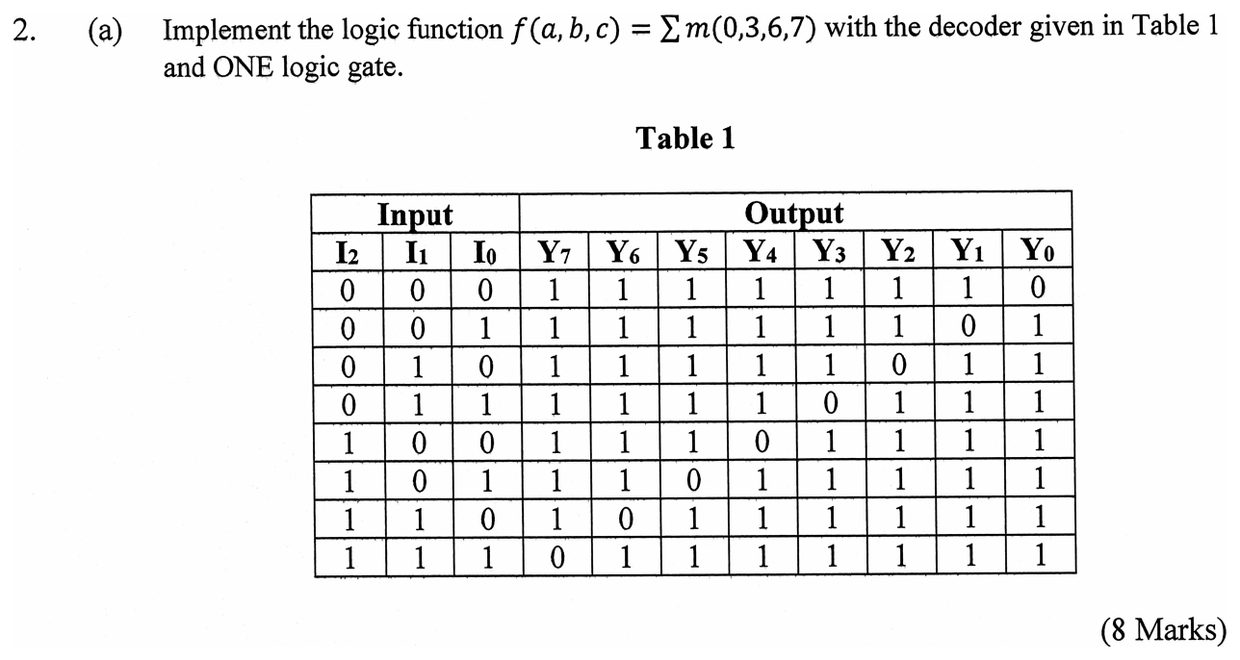 2. (a) Implement the logic function f(a, b, c) = ∑ m(0,3,6,7) with the decoder given in Table 1
and ONE logic gate.
Table 1
Input Output
I₂ I₁ I₀ Y₇ Y₆ Y₅ Y₄ Y₃ Y₂ Y₁ Y₀
0 0 0 1 1 1 1 1 1 1 0
0 0 1 1 1 1 1 1 1 0 1
0 1 0 1 1 1 1 1 0 1 1
0 1 1 1 1 1 1 0 1 1 1
1 0 0 1 1 1 0 1 1 1 1
1 0 1 1 1 0 1 1 1 1 1
1 1 0 1 0 1 1 1 1 1 1
1 1 1 0 1 1 1 1 1 1 1
(8 Marks)